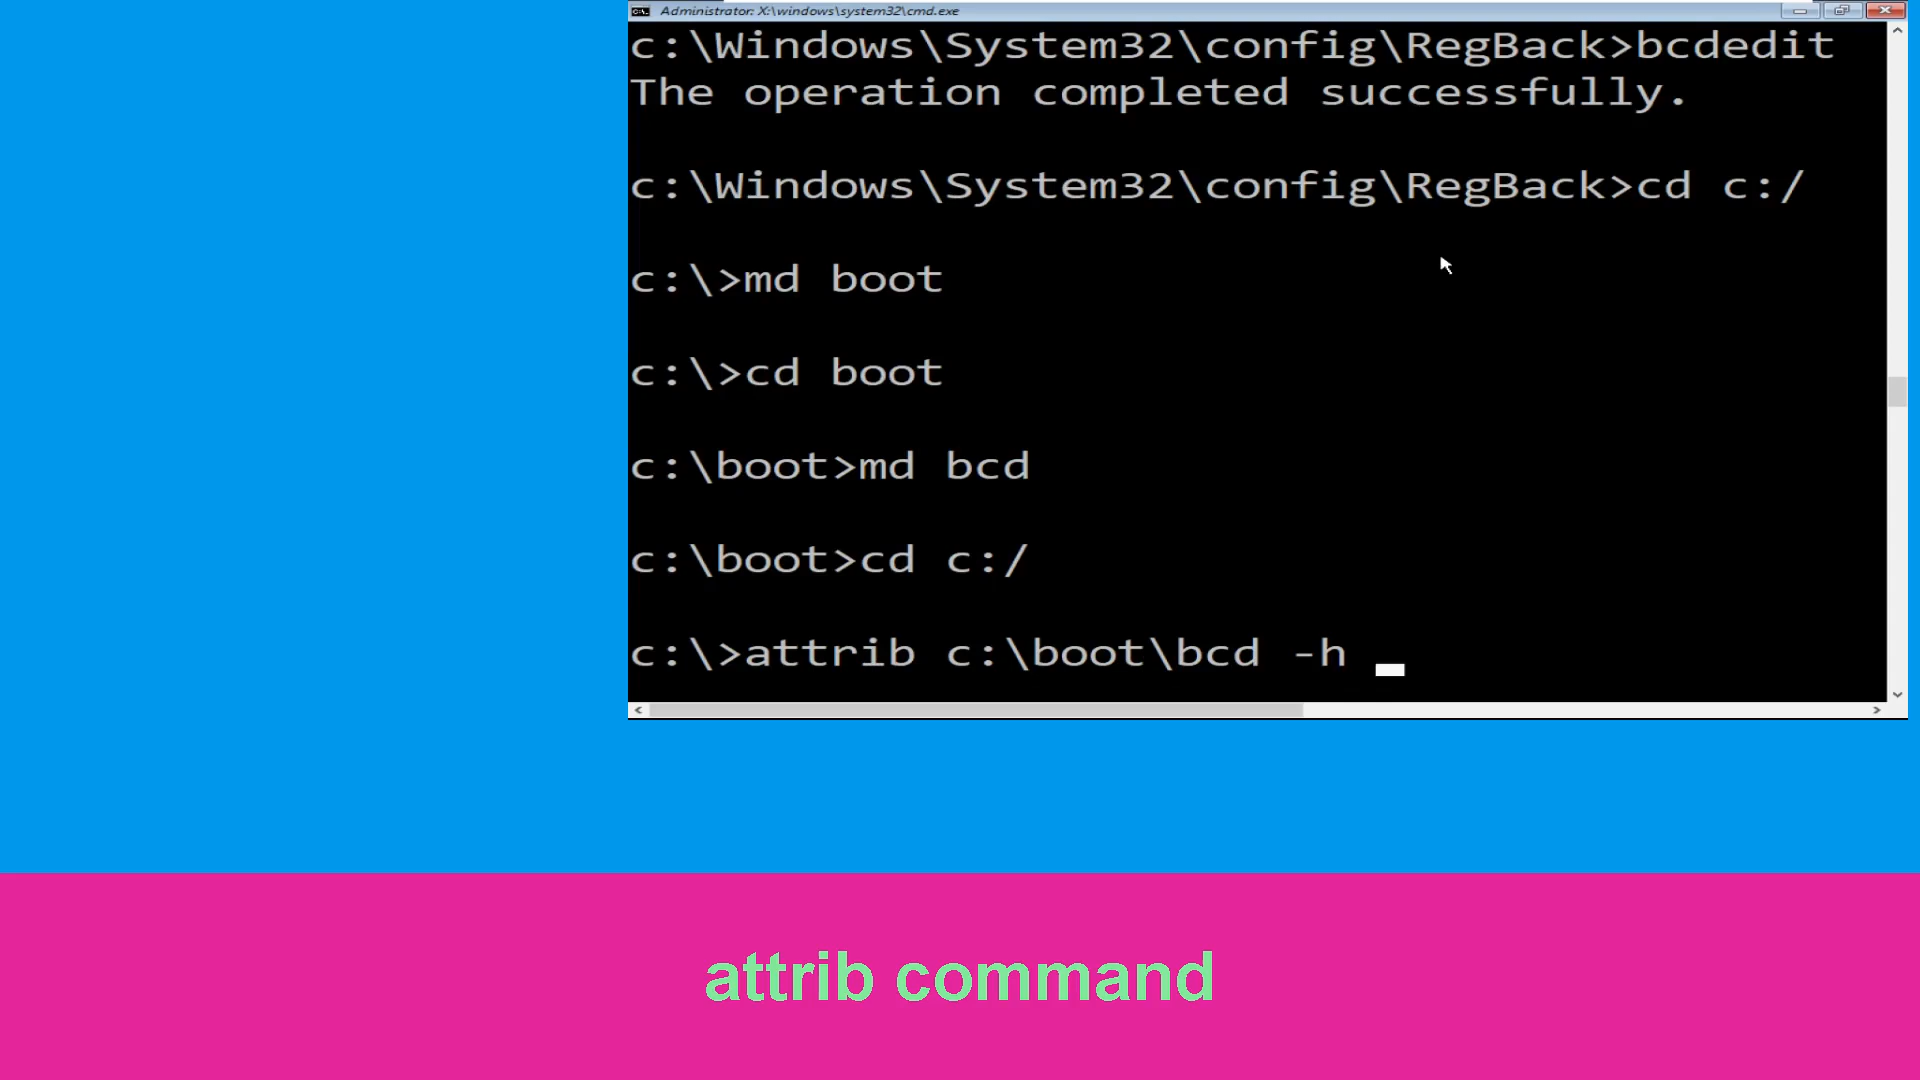 Administrator: X:\windows\system32\cmd.exe
c:\Windows\System32\config\RegBack>bcdedit
The operation completed successfully.
c:\Windows\System32\config\RegBack>cd c:/
c:\>md boot
c:\>cd boot
c:\boot>md bcd
c:\boot>cd c:/
c:\>attrib c:\boot\bcd -h
attrib command